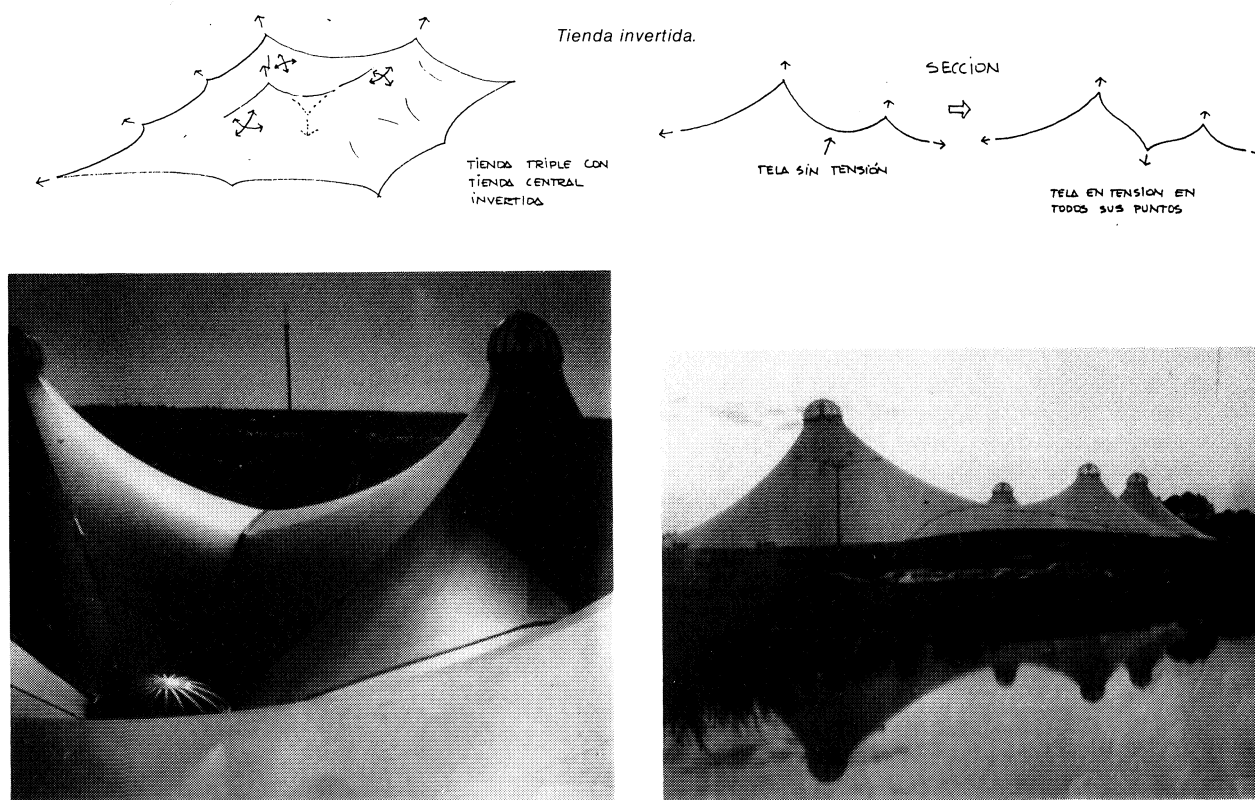 Tienda invertida.
TIENDA TRIPLE CON
TIENDA CENTRAL
INVERTIDA
SECCION
TELA SIN TENSIÓN
TELA EN TENSION EN
TODOS SUS PUNTOS